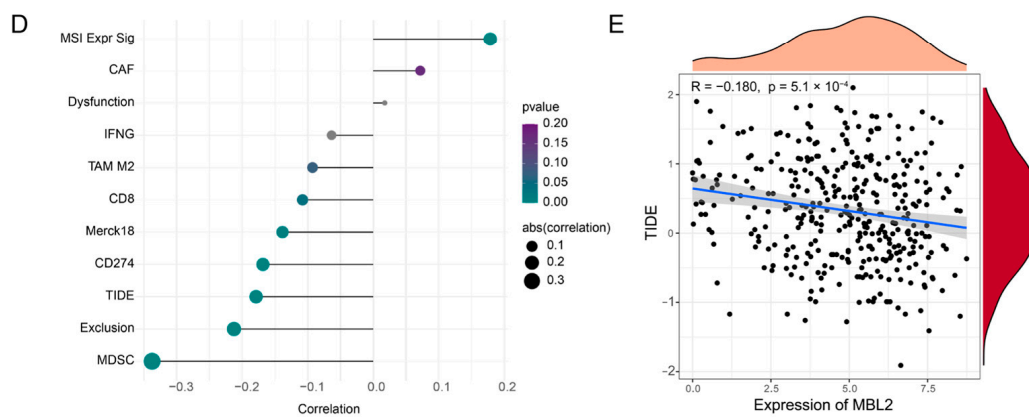 D
MSI Expr Sig
CAF
Dysfunction
IFNG
TAM M2
CD8
Merck18
CD274
TIDE
Exclusion
MDSC
−0.3 −0.2 −0.1 0.0 0.1 0.2
Correlation
pvalue
0.20
0.15
0.10
0.05
0.00
abs(correlation)
0.1
0.2
0.3
E
R = −0.180, p = 5.1 × 10⁻⁴
2
1
0
−1
−2
TIDE
0.0 2.5 5.0 7.5
Expression of MBL2